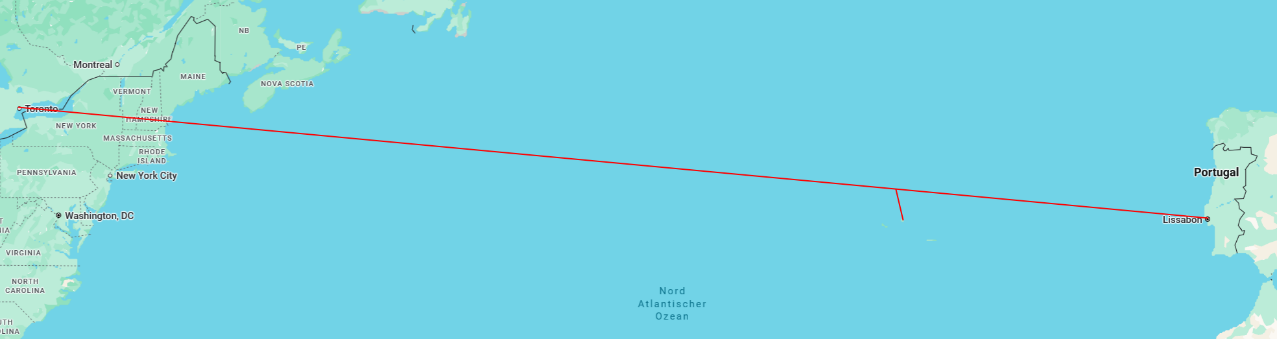 NB
PE
Montreal
MAINE
NOVA SCOTIA
VERMONT
Toronto
NEW
HAMPSHIRE
NEW YORK
MASSACHUSETTS
RHODE
ISLAND
PENNSYLVANIA
New York City
Portugal
Washington, DC
Lissabon
VIRGINIA
NORTH
CAROLINA
Nord
Atlantischer
Ozean